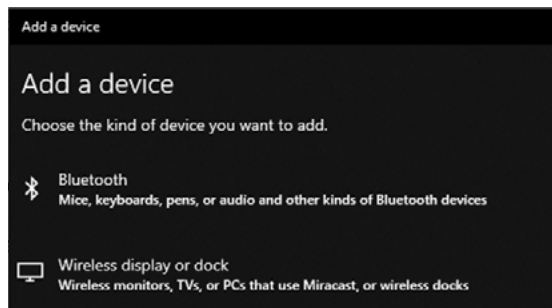 Add a device
Add a device
Choose the kind of device you want to add.
Bluetooth
Mice, keyboards, pens, or audio and other kinds of Bluetooth devices
Wireless display or dock
Wireless monitors, TVs, or PCs that use Miracast, or wireless docks